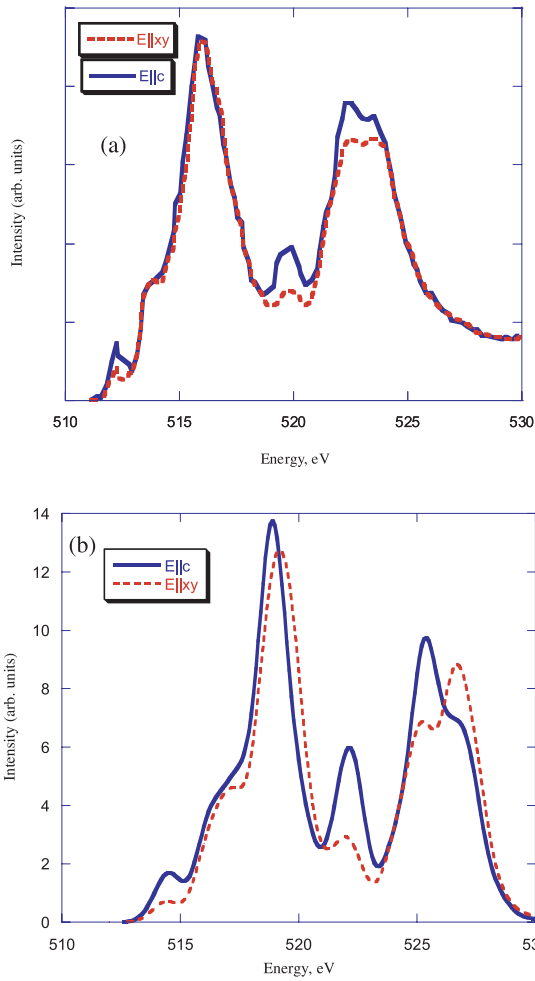 E||xy
E||c
(a)
Intensity (arb. units)
510 515 520 525 530
Energy, eV
(b)
E||c
E||xy
14
12
10
8
6
4
2
0
Intensity (arb. units)
510 515 520 525 53
Energy, eV